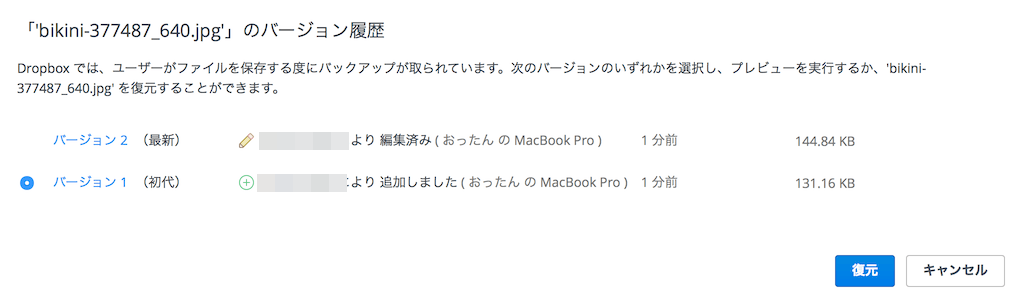 「'bikini-377487_640.jpg'」のバージョン履歴
Dropbox では、ユーザーがファイルを保存する度にバックアップが取られています。次のバージョンのいずれかを選択し、プレビューを実行するか、'bikini-
377487_640.jpg' を復元することができます。
バージョン 2 （最新） より 編集済み ( おったん の MacBook Pro ) 1 分前 144.84 KB
バージョン 1 （初代） により 追加しました ( おったん の MacBook Pro ) 1 分前 131.16 KB
復元 キャンセル